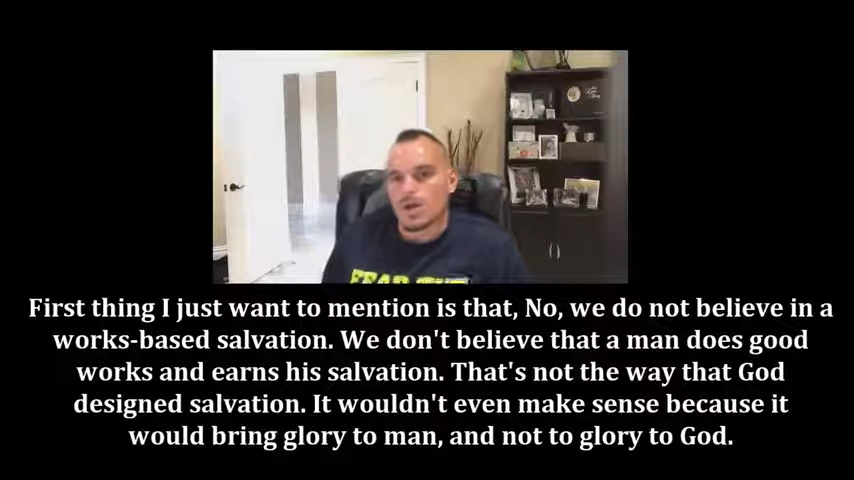 FEAR
First thing I just want to mention is that, No, we do not believe in a
works-based salvation. We don't believe that a man does good
works and earns his salvation. That's not the way that God
designed salvation. It wouldn't even make sense because it
would bring glory to man, and not to glory to God.